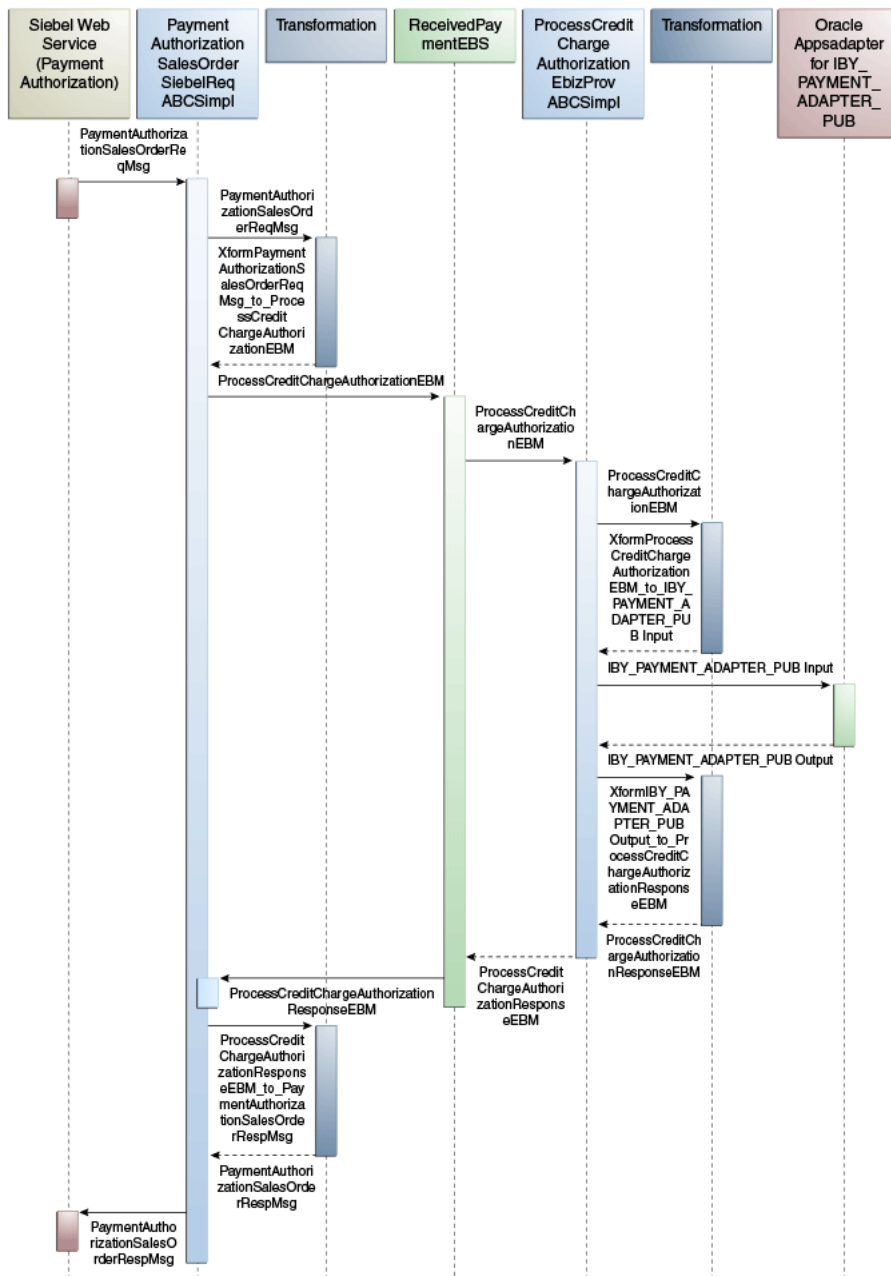 Siebel Web
Service
(Payment
Authorization)
Payment
Authorization
SalesOrder
SiebelReq
ABCSimpl
Transformation
ReceivedPay
mentEBS
ProcessCredit
Charge
Authorization
EbizProv
ABCSimpl
Transformation
Oracle
Appsadapter
for IBY_
PAYMENT_
ADAPTER_
PUB
PaymentAuthoriza
tionSalesOrderRe
qMsg
PaymentAuthori
zationSalesOrd
erReqMsg
XformPayment
AuthorizationS
alesOrderReq
Msg_to_Proce
ssCredit
ChargeAuthori
zationEBM
ProcessCreditChargeAuthorizationEBM
ProcessCreditCh
argeAuthorizatio
nEBM
ProcessCreditC
hargeAuthorizat
ionEBM
XformProcess
CreditCharge
Authorization
EBM_to_IBY_
PAYMENT_A
DAPTER_PU
B Input
IBY_PAYMENT_ADAPTER_PUB Input
IBY_PAYMENT_ADAPTER_PUB Output
XformIBY_PA
YMENT_ADA
PTER_PUB
Output_to_Pr
ocessCreditC
hargeAuthoriz
ationRespons
eEBM
ProcessCreditCh
argeAuthorizatio
nResponseEBM
ProcessCredit
ChargeAuthori
zationRespons
eEBM
ProcessCreditChargeAuthorization
ResponseEBM
ProcessCredit
ChargeAuthori
zationRespons
eEBM_to_Pay
mentAuthoriza
tionSalesOrde
rRespMsg
PaymentAuthori
zationSalesOrde
rRespMsg
PaymentAutho
rizationSalesO
rderRespMsg